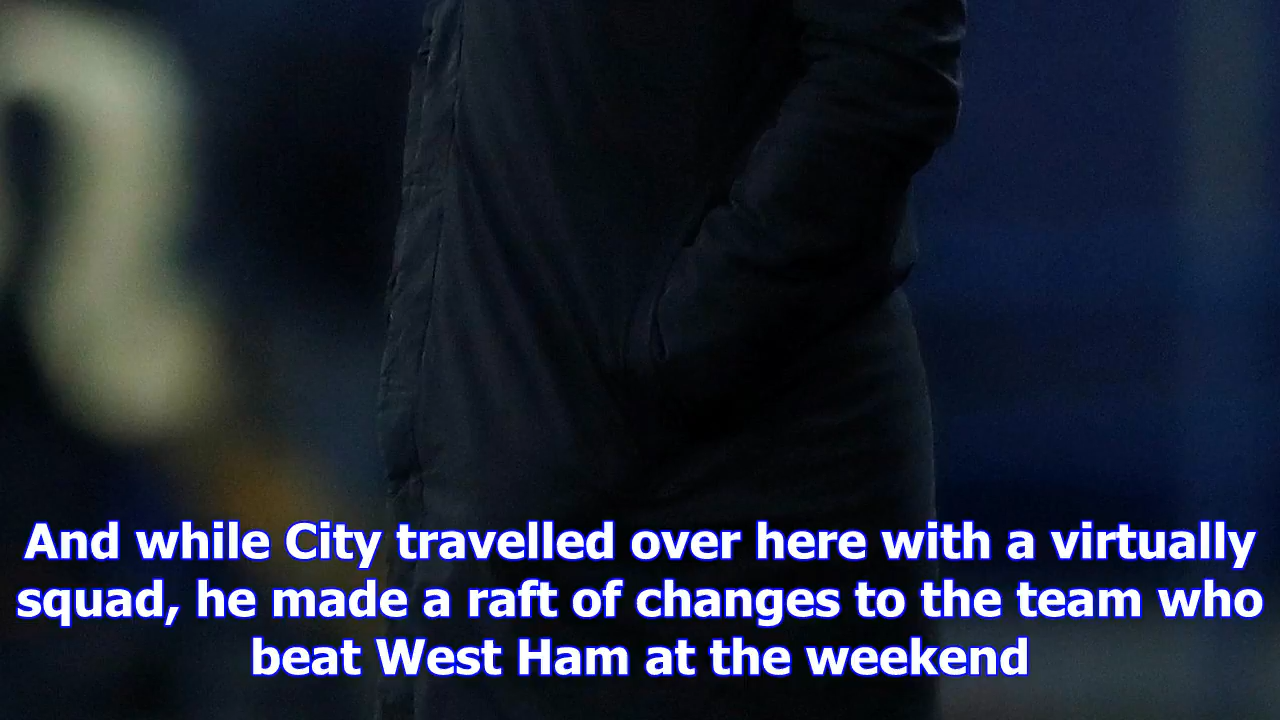 And while City travelled over here with a virtually
squad, he made a raft of changes to the team who
beat West Ham at the weekend